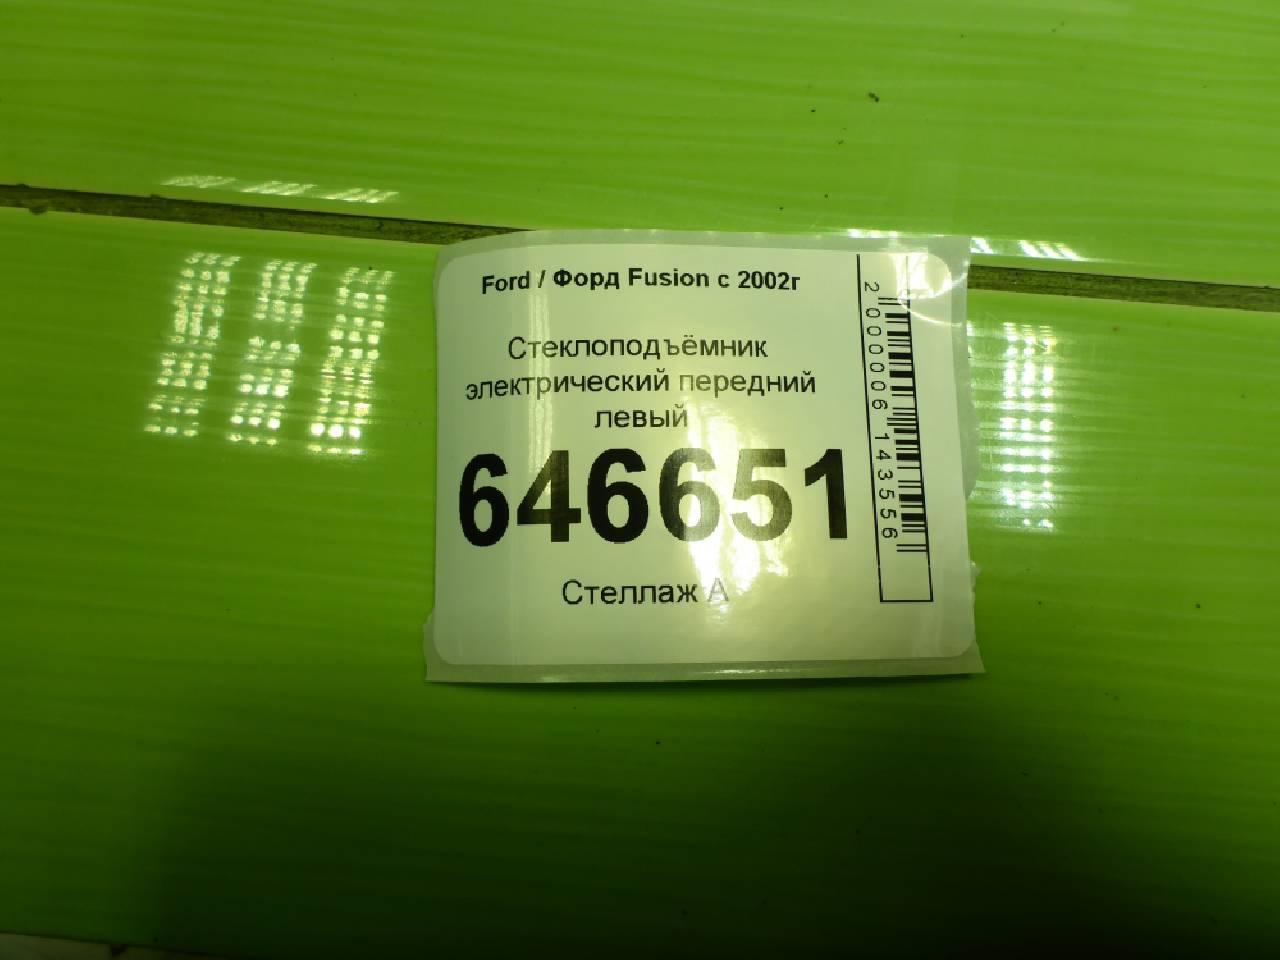 Ford / Форд Fusion с 2002г
Стеклоподъёмник
электрический передний
левый
646651
Стеллаж А
2 000006 143556